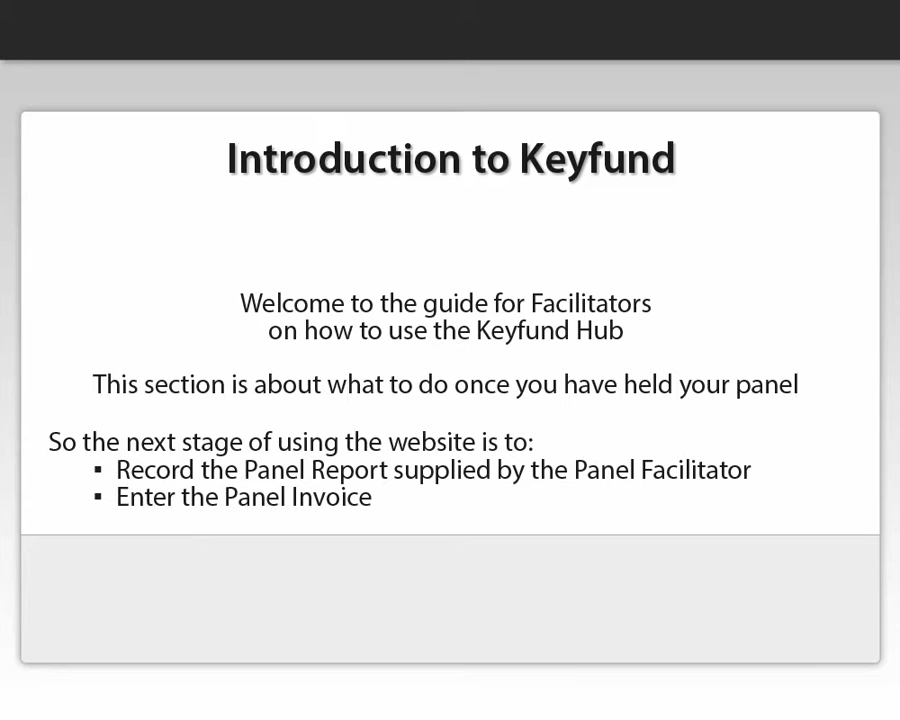 Introduction to Keyfund
Welcome to the guide for Facilitators
on how to use the Keyfund Hub
This section is about what to do once you have held your panel
So the next stage of using the website is to:
▪ Record the Panel Report supplied by the Panel Facilitator
▪ Enter the Panel Invoice